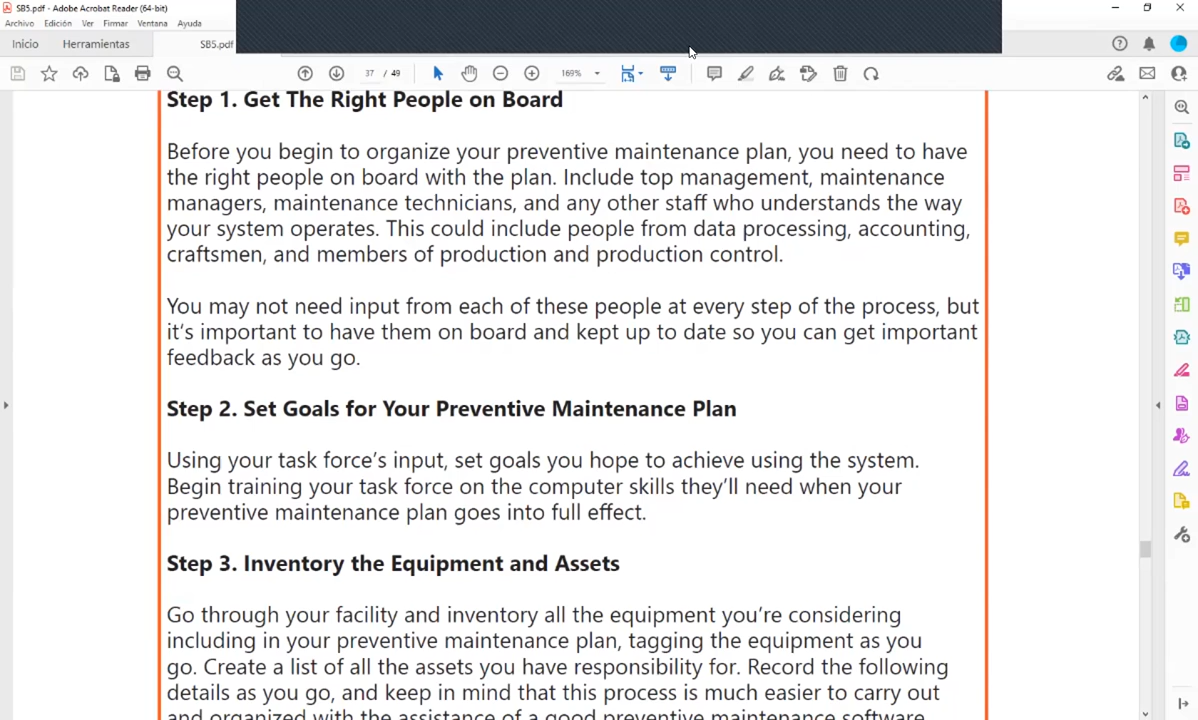 SB5.pdf - Adobe Acrobat Reader (64-bit)
Archivo Edición Ver Firmar Ventana Ayuda
Inicio Herramientas SB5.pdf
37 / 49 169%
Step 1. Get The Right People on Board
Before you begin to organize your preventive maintenance plan, you need to have
the right people on board with the plan. Include top management, maintenance
managers, maintenance technicians, and any other staff who understands the way
your system operates. This could include people from data processing, accounting,
craftsmen, and members of production and production control.
You may not need input from each of these people at every step of the process, but
it's important to have them on board and kept up to date so you can get important
feedback as you go.
Step 2. Set Goals for Your Preventive Maintenance Plan
Using your task force's input, set goals you hope to achieve using the system.
Begin training your task force on the computer skills they'll need when your
preventive maintenance plan goes into full effect.
Step 3. Inventory the Equipment and Assets
Go through your facility and inventory all the equipment you're considering
including in your preventive maintenance plan, tagging the equipment as you
go. Create a list of all the assets you have responsibility for. Record the following
details as you go, and keep in mind that this process is much easier to carry out
and organized with the assistance of a good preventive maintenance software